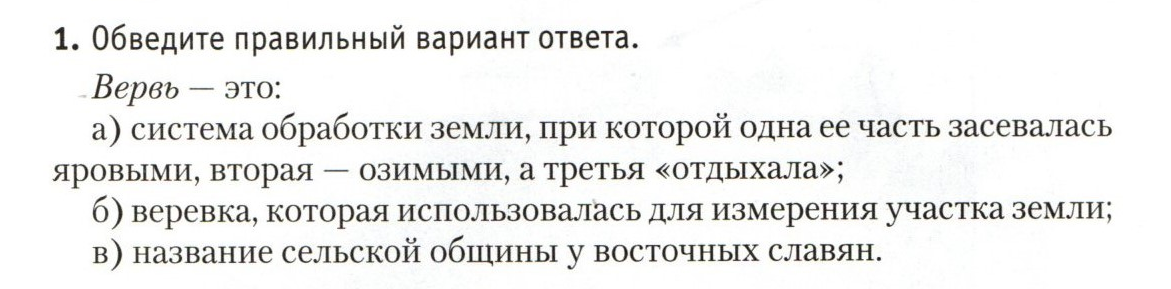 1. Обведите правильный вариант ответа.
Вервь — это:
а) система обработки земли, при которой одна ее часть засевалась
яровыми, вторая — озимыми, а третья «отдыхала»;
б) веревка, которая использовалась для измерения участка земли;
в) название сельской общины у восточных славян.